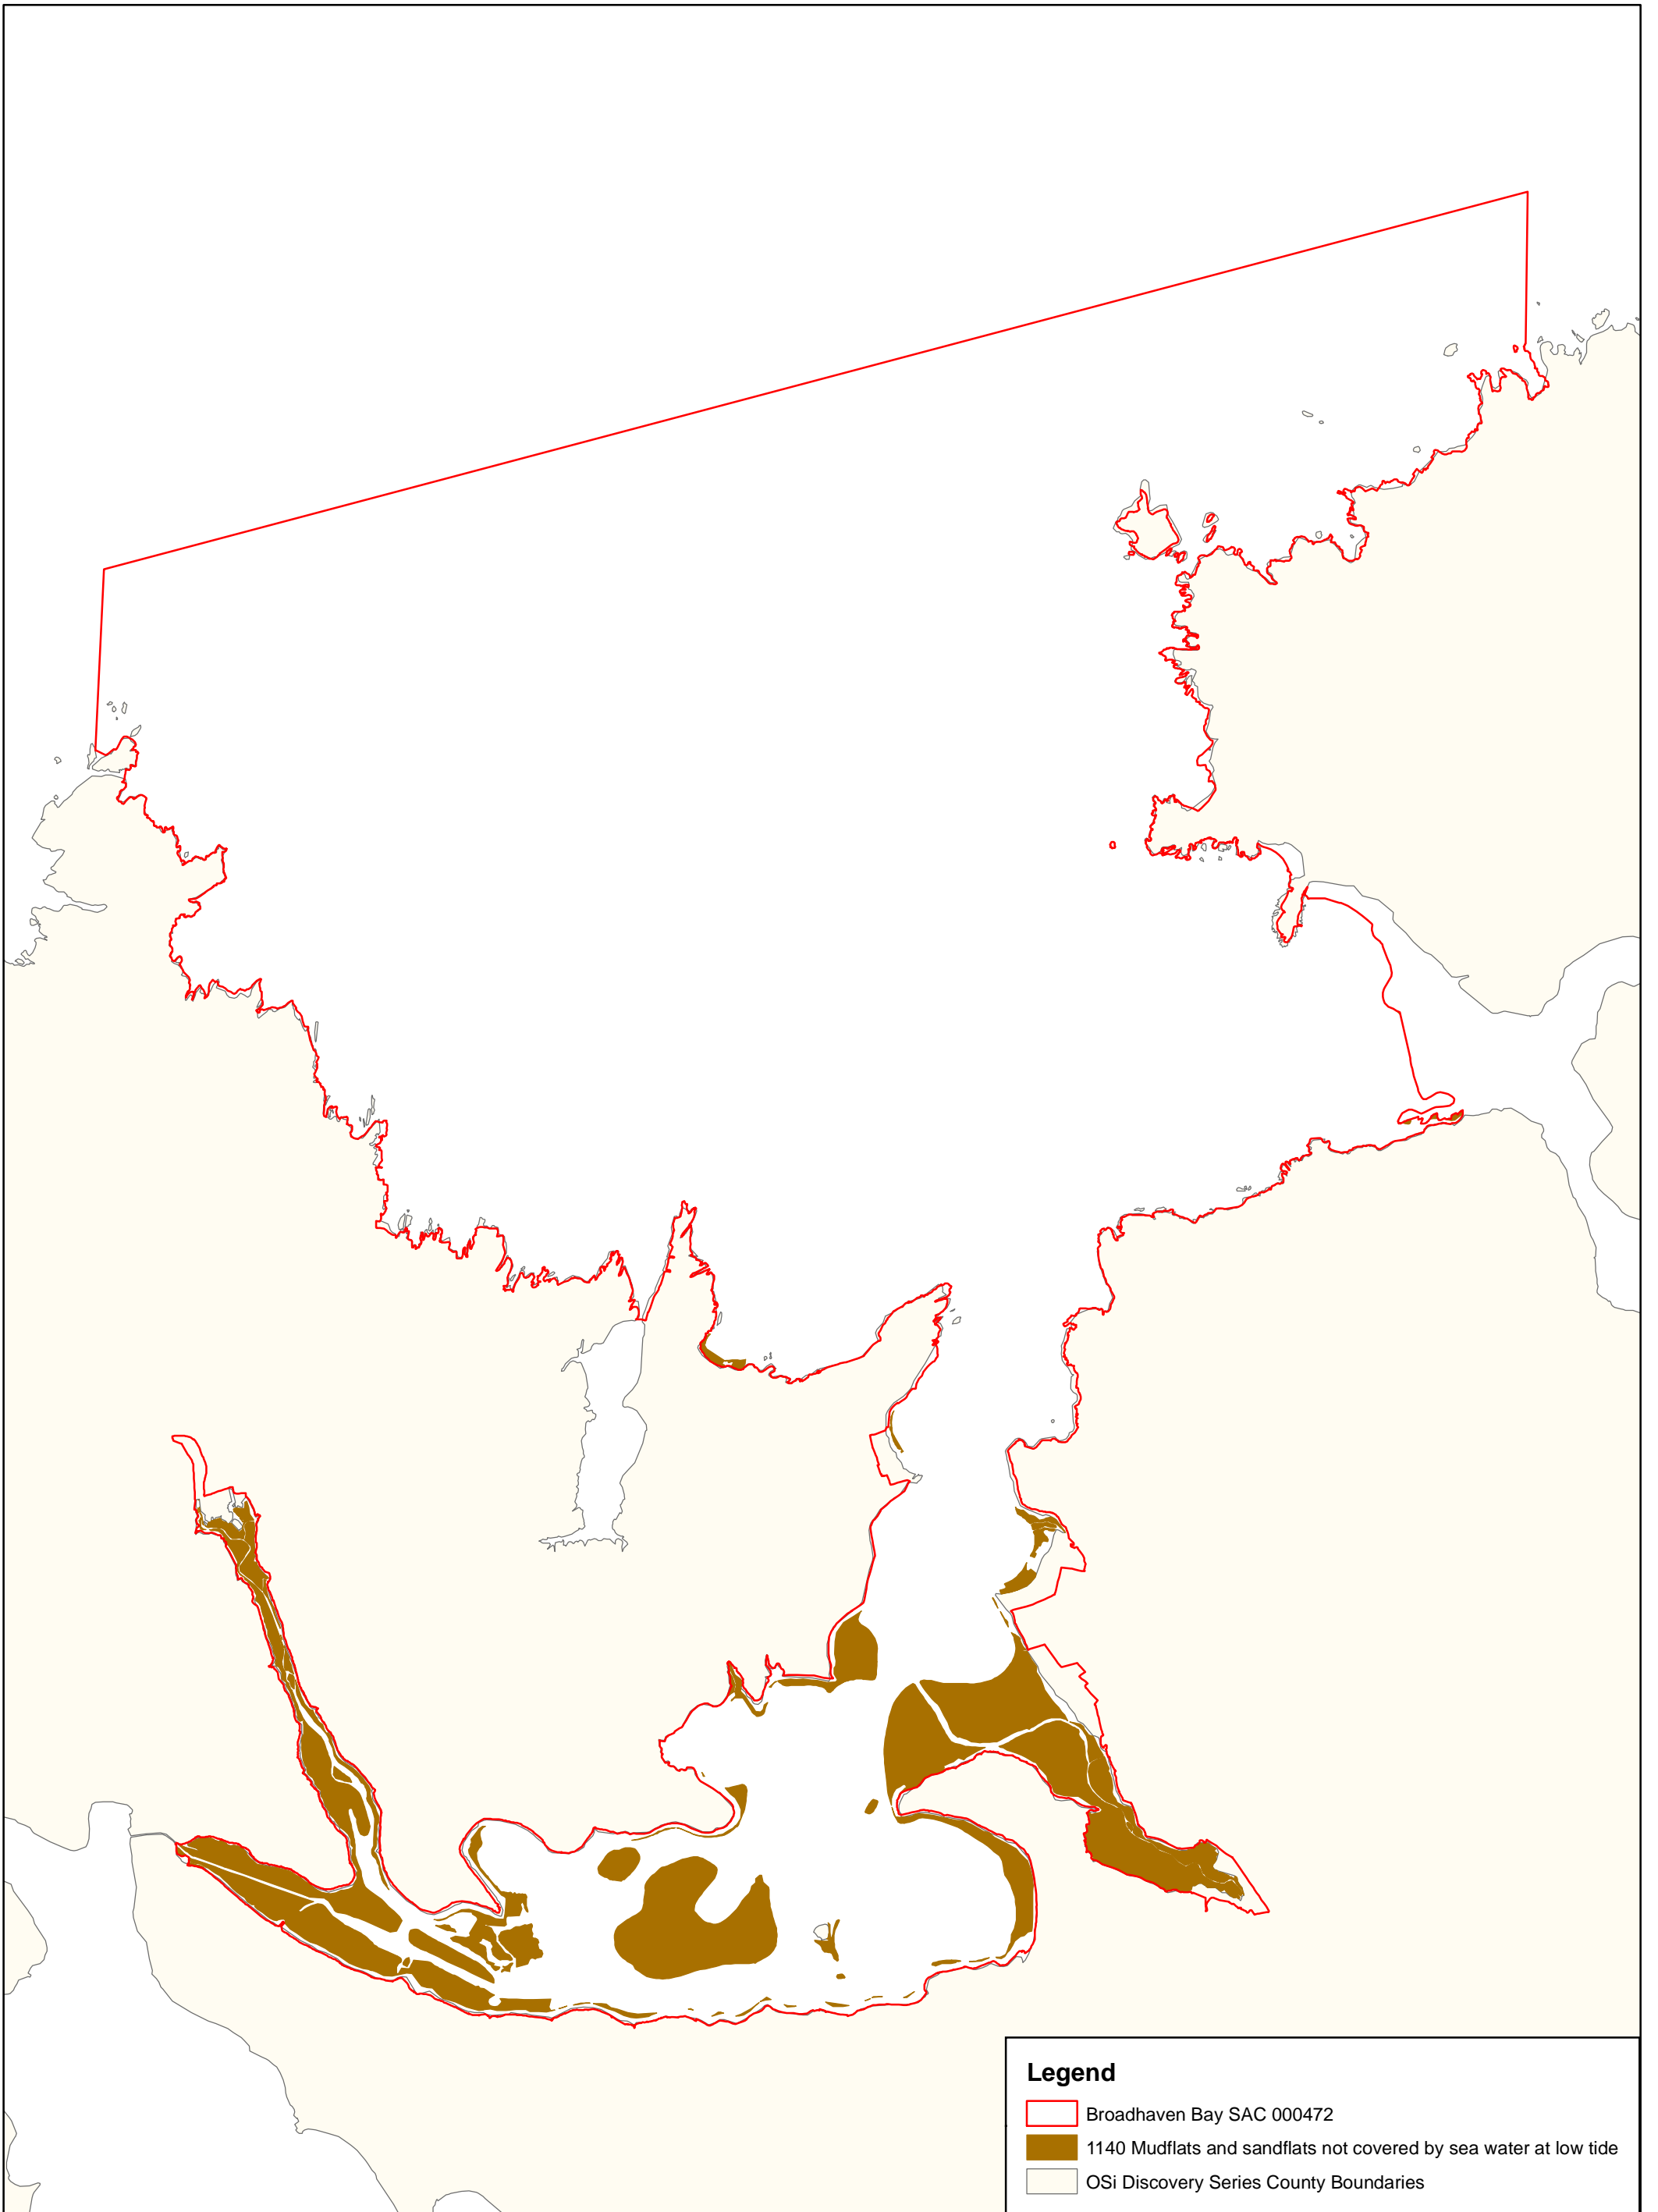 Legend
Broadhaven Bay SAC 000472
1140 Mudflats and sandflats not covered by sea water at low tide
OSi Discovery Series County Boundaries